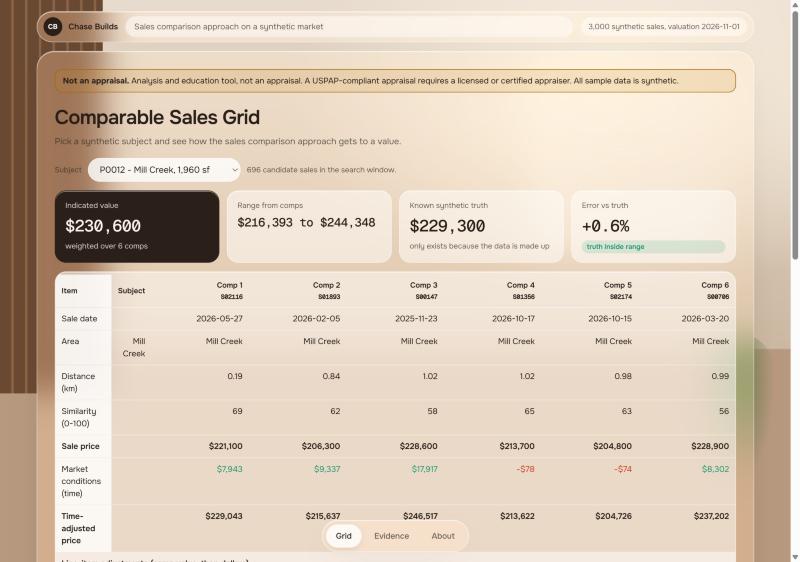 CB Chase Builds Sales comparison approach on a synthetic market 3,000 synthetic sales, valuation 2026-11-01
Not an appraisal. Analysis and education tool, not an appraisal. A USPAP-compliant appraisal requires a licensed or certified appraiser. All sample data is synthetic.
Comparable Sales Grid
Pick a synthetic subject and see how the sales comparison approach gets to a value.
Subject P0012 - Mill Creek, 1,960 sf 696 candidate sales in the search window.
Indicated value
$230,600
weighted over 6 comps
Range from comps
$216,393 to $244,348
Known synthetic truth
$229,300
only exists because the data is made up
Error vs truth
+0.6%
truth inside range
Item Subject Comp 1 Comp 2 Comp 3 Comp 4 Comp 5 Comp 6
S02116 S01893 S00147 S01356 S02174 S00706
Sale date 2026-05-27 2026-02-05 2025-11-23 2026-10-17 2026-10-15 2026-03-20
Area Mill Creek Mill Creek Mill Creek Mill Creek Mill Creek Mill Creek Mill Creek
Distance (km) 0.19 0.84 1.02 1.02 0.98 0.99
Similarity (0-100) 69 62 58 65 63 56
Sale price $221,100 $206,300 $228,600 $213,700 $204,800 $228,900
Market conditions (time) $7,943 $9,337 $17,917 -$78 -$74 $8,302
Time-adjusted price $229,043 $215,637 $246,517 $213,622 $204,726 $237,202
Grid Evidence About